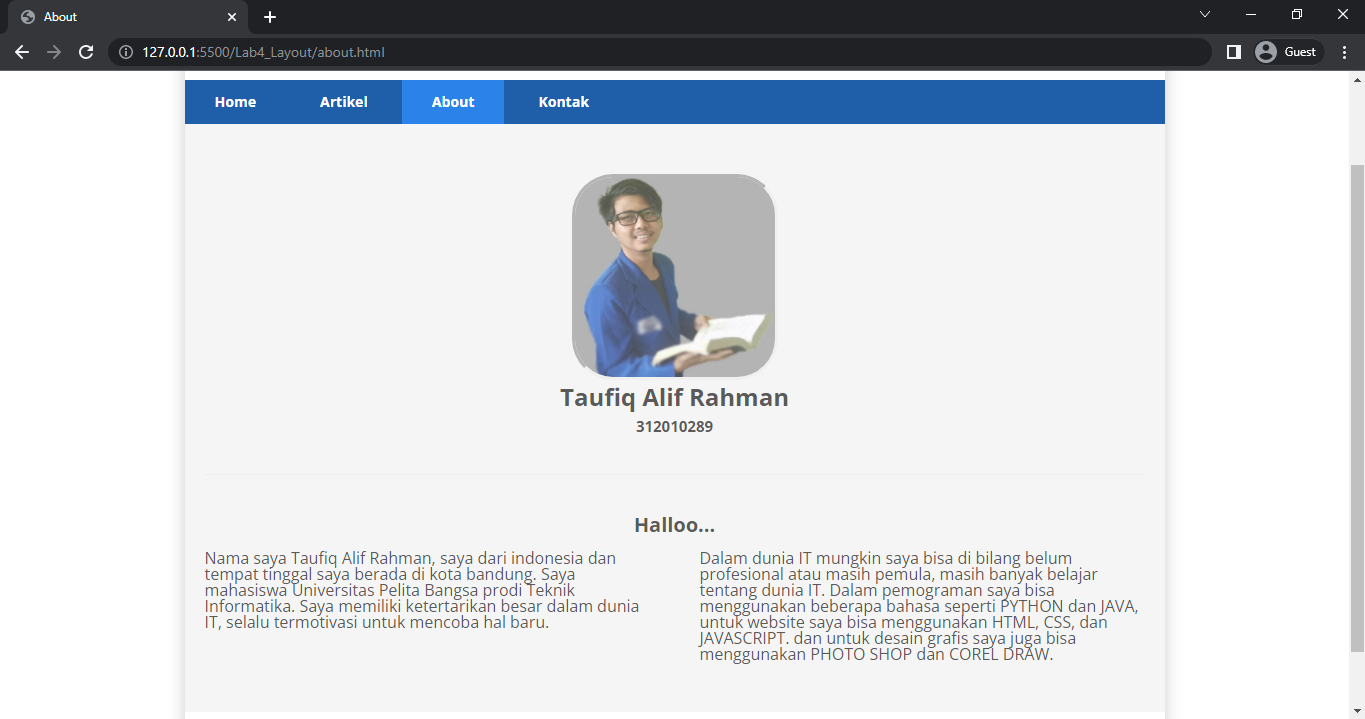 About
127.0.0.1:5500/Lab4_Layout/about.html
Guest
Home Artikel About Kontak
Taufiq Alif Rahman
312010289
Halloo...
Nama saya Taufiq Alif Rahman, saya dari indonesia dan
tempat tinggal saya berada di kota bandung. Saya
mahasiswa Universitas Pelita Bangsa prodi Teknik
Informatika. Saya memiliki ketertarikan besar dalam dunia
IT, selalu termotivasi untuk mencoba hal baru.
Dalam dunia IT mungkin saya bisa di bilang belum
profesional atau masih pemula, masih banyak belajar
tentang dunia IT. Dalam pemograman saya bisa
menggunakan beberapa bahasa seperti PYTHON dan JAVA,
untuk website saya bisa menggunakan HTML, CSS, dan
JAVASCRIPT. dan untuk desain grafis saya juga bisa
menggunakan PHOTO SHOP dan COREL DRAW.